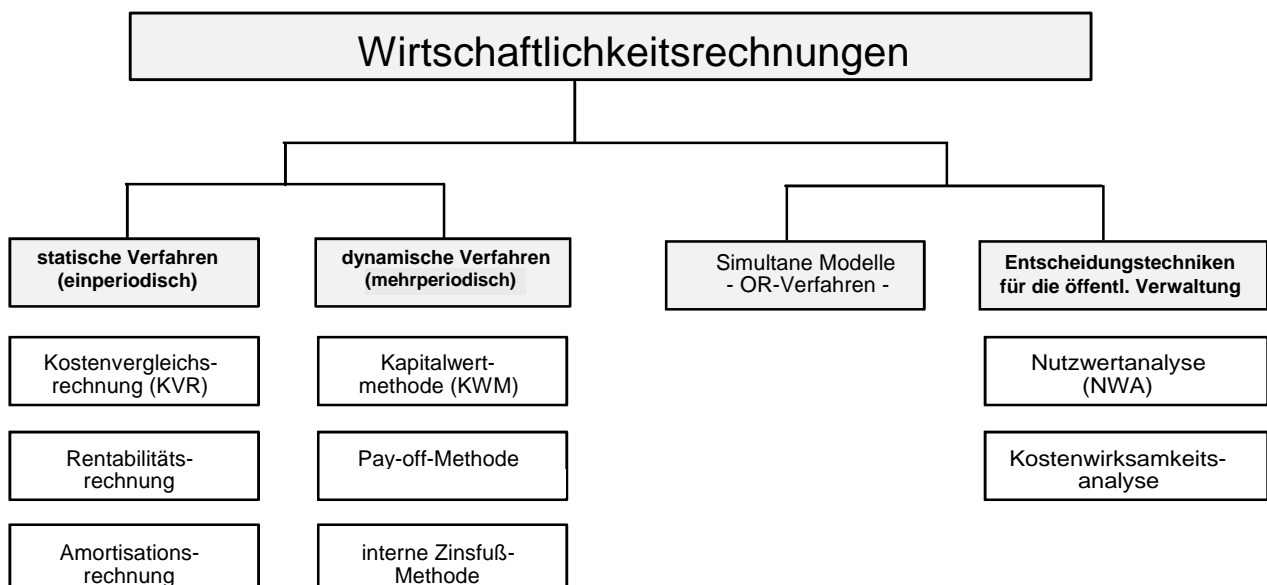 Wirtschaftlichkeitsrechnungen
statische Verfahren
(einperiodisch)
dynamische Verfahren
(mehrperiodisch)
Simultane Modelle
- OR-Verfahren -
Entscheidungstechniken
für die öffentl. Verwaltung
Kostenvergleichs-
rechnung (KVR)
Kapitalwert-
methode (KWM)
Nutzwertanalyse
(NWA)
Rentabilitäts-
rechnung
Pay-off-Methode
Kostenwirksamkeits-
analyse
Amortisations-
rechnung
interne Zinsfuß-
Methode